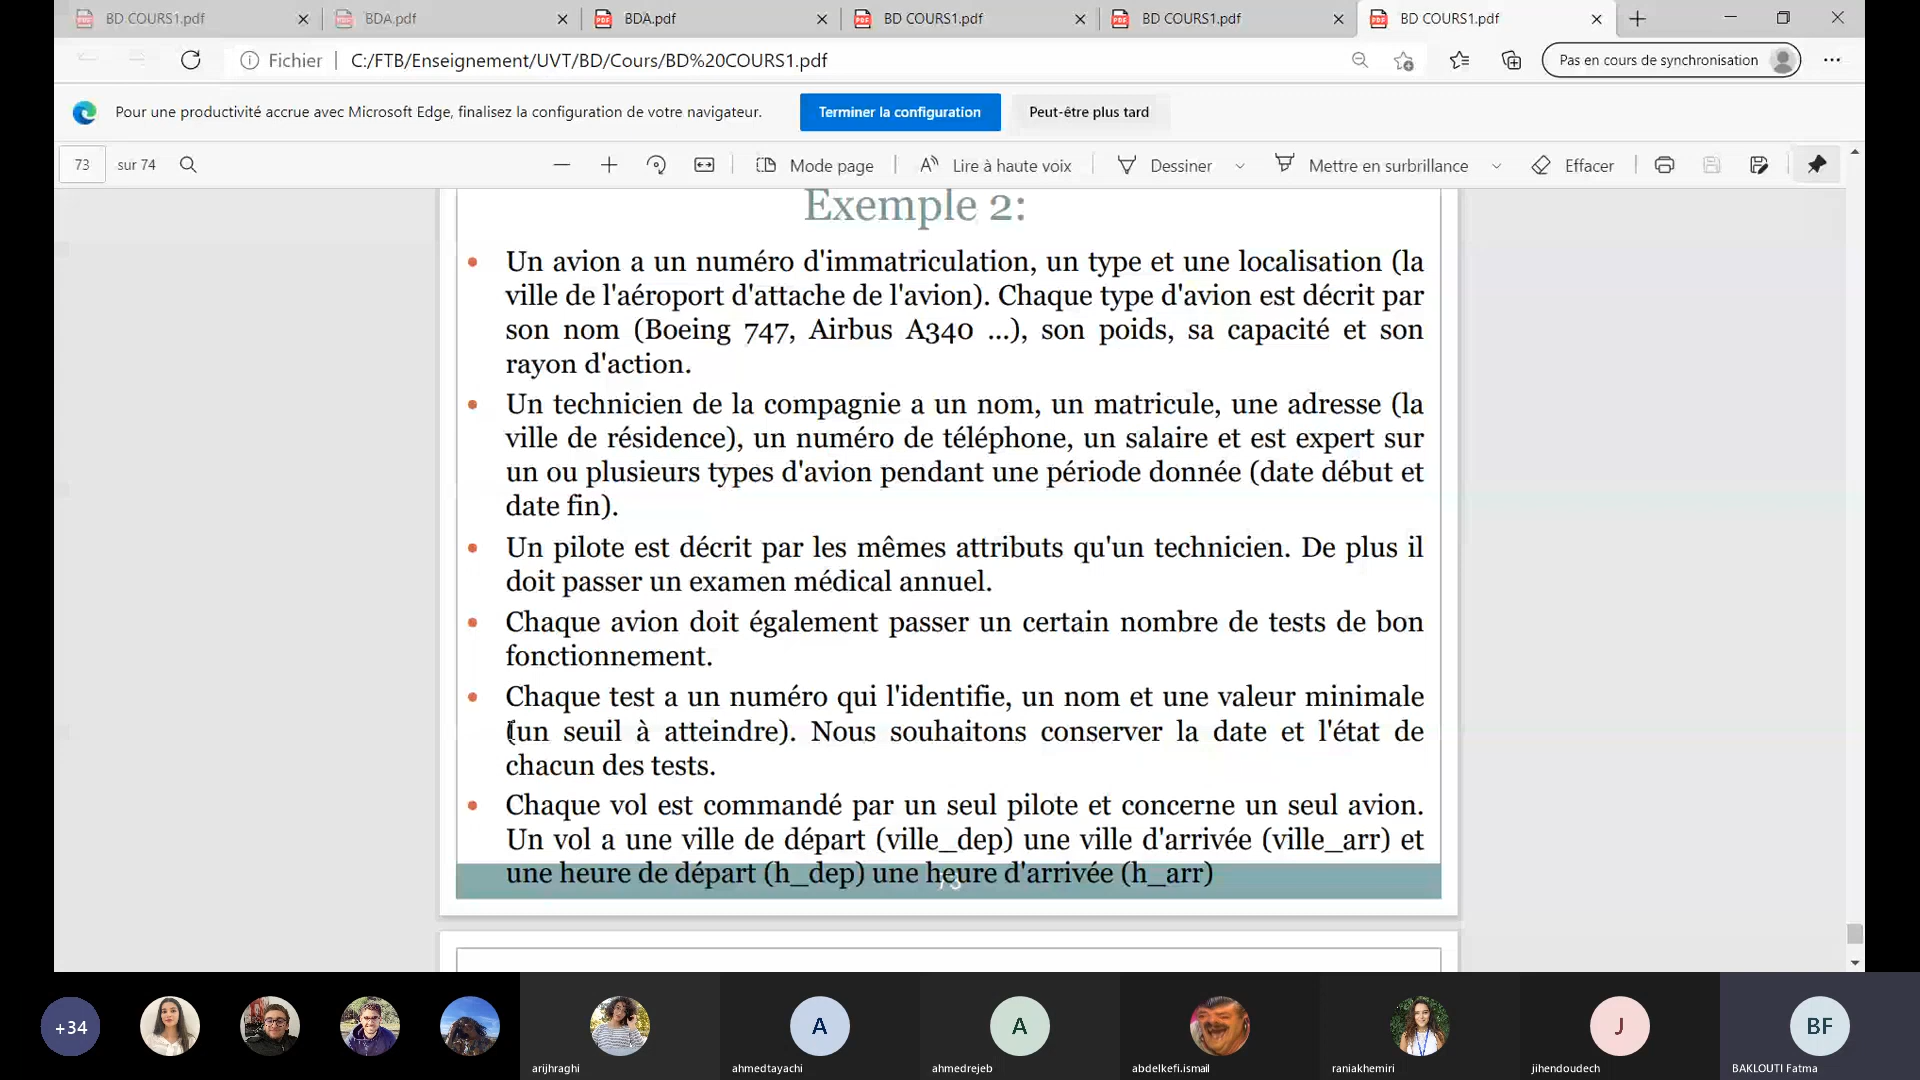 BD COURS1.pdf
BDA.pdf
BDA.pdf
BD COURS1.pdf
BD COURS1.pdf
BD COURS1.pdf
Fichier
C:/FTB/Enseignement/UVT/BD/Cours/BD%20COURS1.pdf
Pas en cours de synchronisation
Pour une productivité accrue avec Microsoft Edge, finalisez la configuration de votre navigateur.
Terminer la configuration
Peut-être plus tard
73
sur 74
Mode page
Lire à haute voix
Dessiner
Mettre en surbrillance
Effacer
Exemple 2:
• Un avion a un numéro d'immatriculation, un type et une localisation (la
ville de l'aéroport d'attache de l'avion). Chaque type d'avion est décrit par
son nom (Boeing 747, Airbus A340 ...), son poids, sa capacité et son
rayon d'action.
• Un technicien de la compagnie a un nom, un matricule, une adresse (la
ville de résidence), un numéro de téléphone, un salaire et est expert sur
un ou plusieurs types d'avion pendant une période donnée (date début et
date fin).
• Un pilote est décrit par les mêmes attributs qu'un technicien. De plus il
doit passer un examen médical annuel.
• Chaque avion doit également passer un certain nombre de tests de bon
fonctionnement.
• Chaque test a un numéro qui l'identifie, un nom et une valeur minimale
(un seuil à atteindre). Nous souhaitons conserver la date et l'état de
chacun des tests.
• Chaque vol est commandé par un seul pilote et concerne un seul avion.
Un vol a une ville de départ (ville_dep) une ville d'arrivée (ville_arr) et
une heure de départ (h_dep) une heure d'arrivée (h_arr)
73
+34
A
A
J
BF
arijhraghi
ahmedtayachi
ahmedrejeb
abdelkefi.ismail
raniakhemiri
jihendoudech
BAKLOUTI Fatma